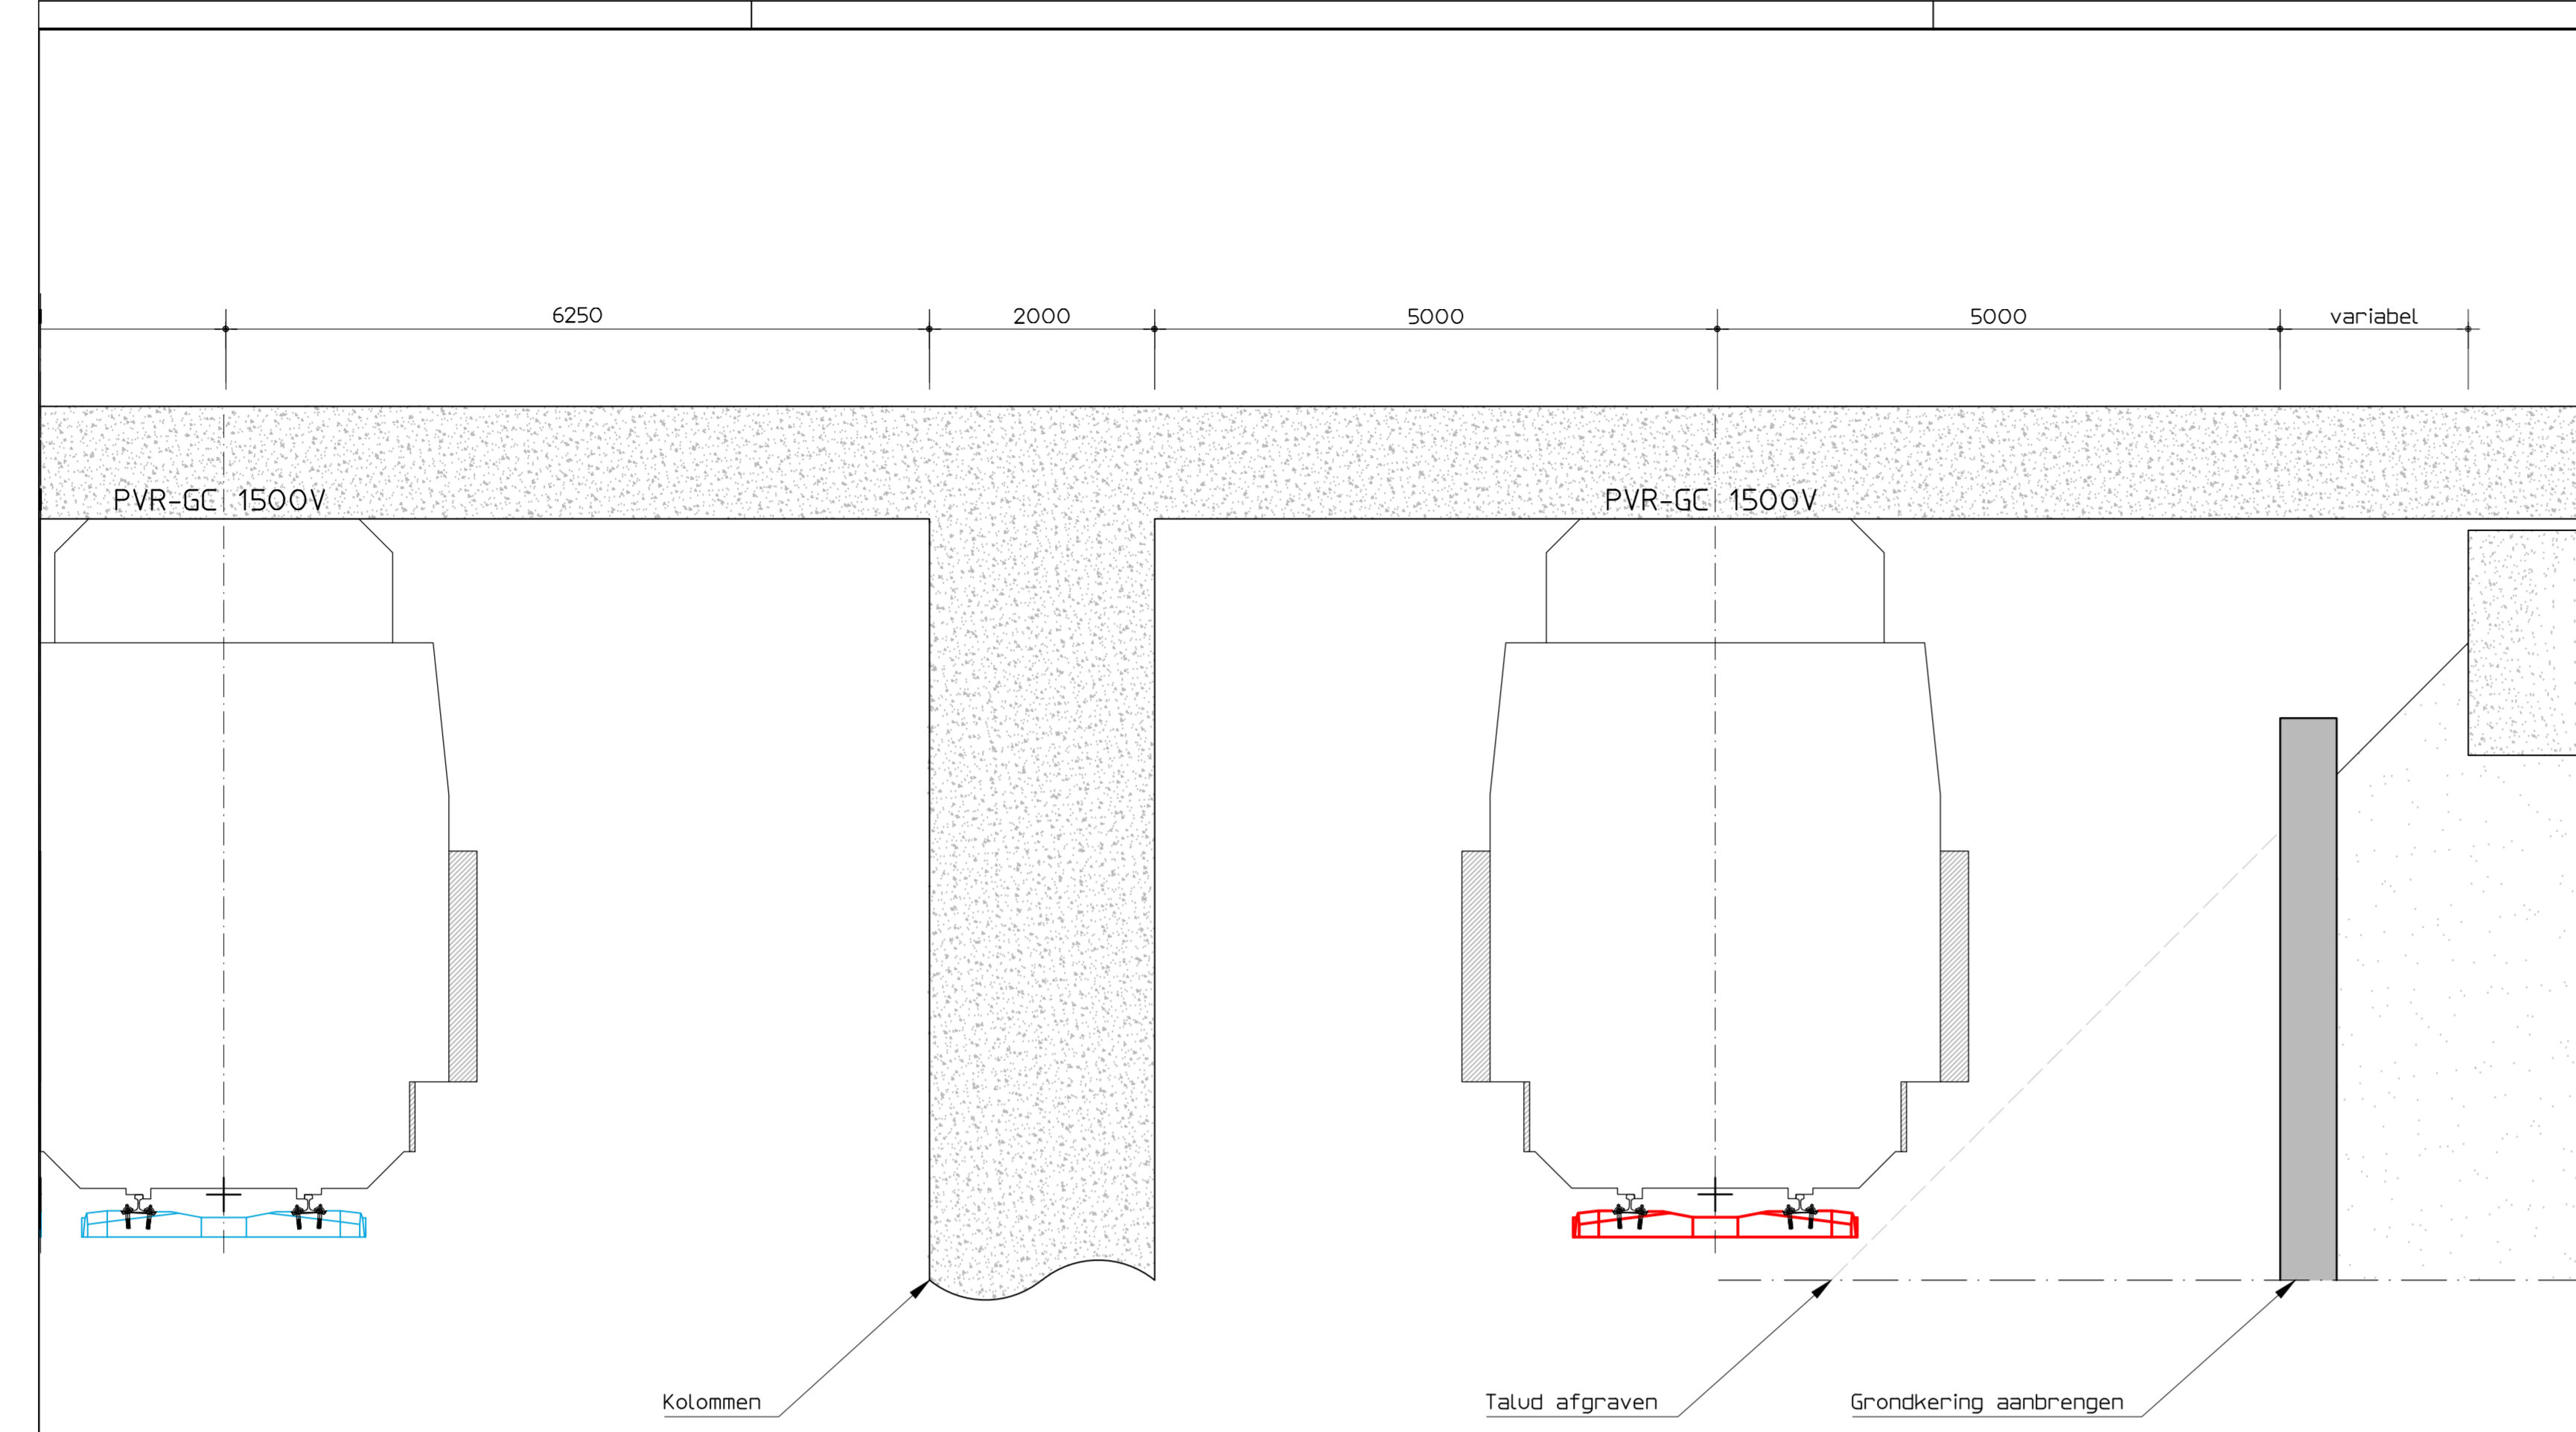 6250
2000
5000
5000
variabel
PVR-GC 1500V
PVR-GC 1500V
Kolommen
Talud afgraven
Grondkering aanbrengen